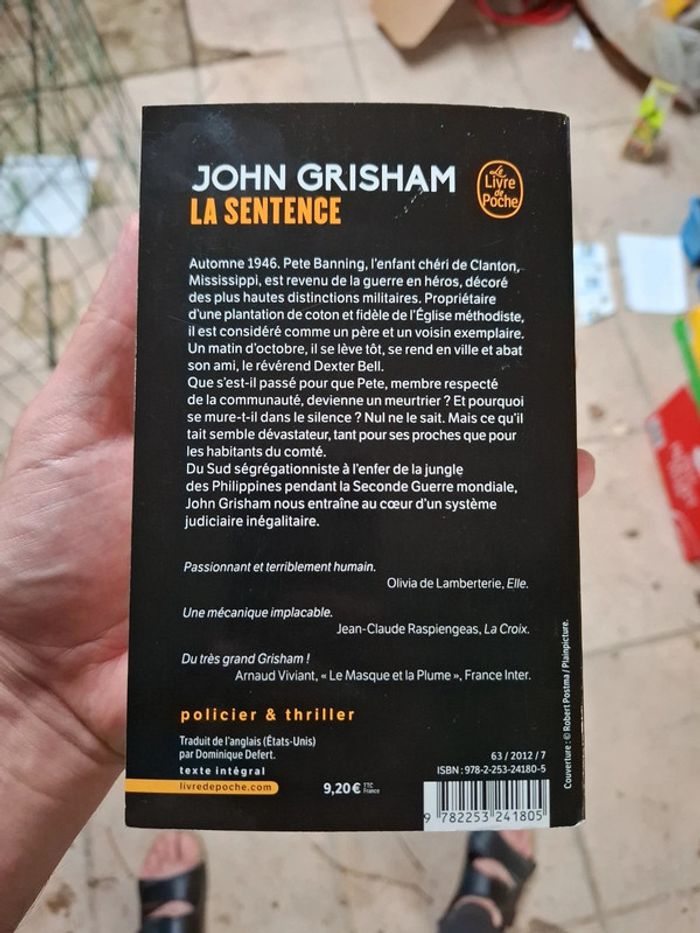 JOHN GRISHAM
LA SENTENCE
Le
Livre
de
Poche
Automne 1946. Pete Banning, l'enfant chéri de Clanton,
Mississippi, est revenu de la guerre en héros, décoré
des plus hautes distinctions militaires. Propriétaire
d'une plantation de coton et fidèle de l'Église méthodiste,
il est considéré comme un père et un voisin exemplaire.
Un matin d'octobre, il se lève tôt, se rend en ville et abat
son ami, le révérend Dexter Bell.
Que s'est-il passé pour que Pete, membre respecté
de la communauté, devienne un meurtrier ? Et pourquoi
se mure-t-il dans le silence ? Nul ne le sait. Mais ce qu'il
tait semble dévastateur, tant pour ses proches que pour
les habitants du comté.
Du Sud ségrégationniste à l'enfer de la jungle
des Philippines pendant la Seconde Guerre mondiale,
John Grisham nous entraîne au cœur d'un système
judiciaire inégalitaire.
Passionnant et terriblement humain.
Olivia de Lamberterie, Elle.
Une mécanique implacable.
Jean-Claude Raspiengeas, La Croix.
Du très grand Grisham !
Arnaud Viviant, « Le Masque et la Plume », France Inter.
policier & thriller
Traduit de l'anglais (États-Unis)
par Dominique Defert.
texte intégral
livredepoche.com
9,20 € TTC
France
63 / 2012 / 7
ISBN : 978-2-253-24180-5
9 782253 241805
Couverture : © Robert Postma / Plainpicture.